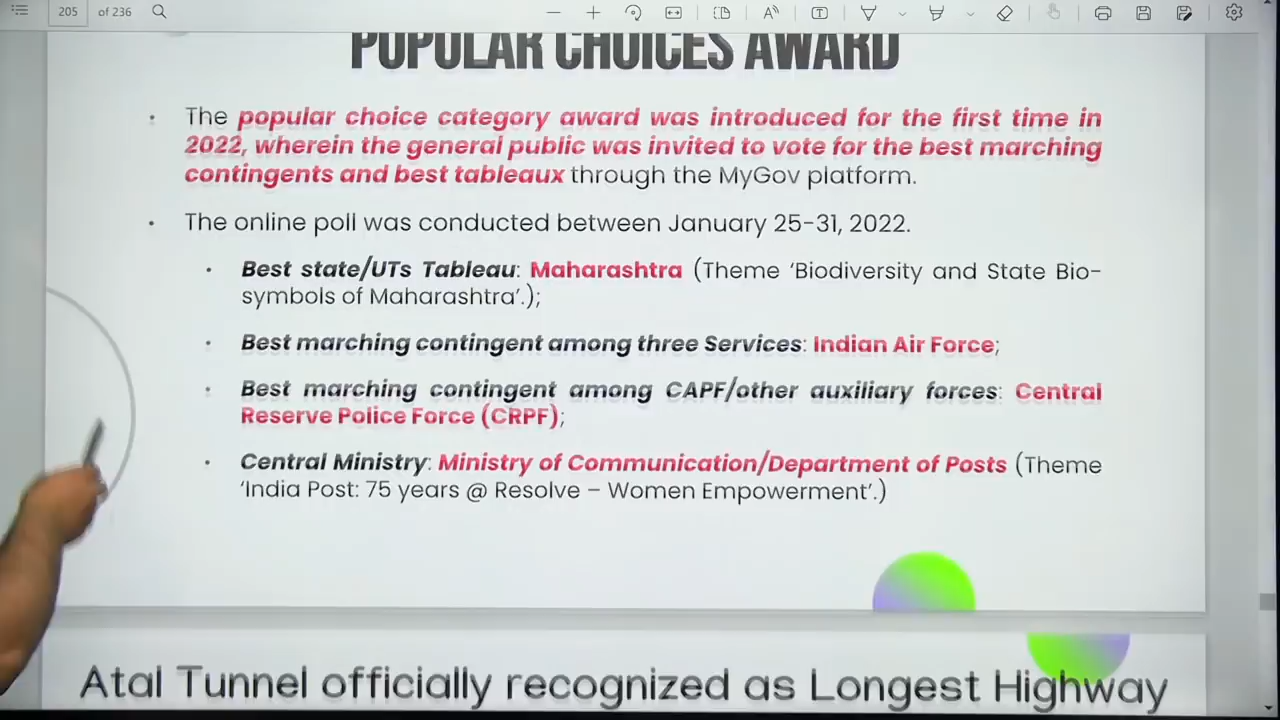 205 of 236
POPULAR CHOICES AWARD
The popular choice category award was introduced for the first time in
2022, wherein the general public was invited to vote for the best marching
contingents and best tableaux through the MyGov platform.
The online poll was conducted between January 25-31, 2022.
Best state/UTs Tableau: Maharashtra (Theme ‘Biodiversity and State Bio-
symbols of Maharashtra’.);
Best marching contingent among three Services: Indian Air Force;
Best marching contingent among CAPF/other auxiliary forces: Central
Reserve Police Force (CRPF);
Central Ministry: Ministry of Communication/Department of Posts (Theme
‘India Post: 75 years @ Resolve – Women Empowerment’.)
Atal Tunnel officially recognized as Longest Highway